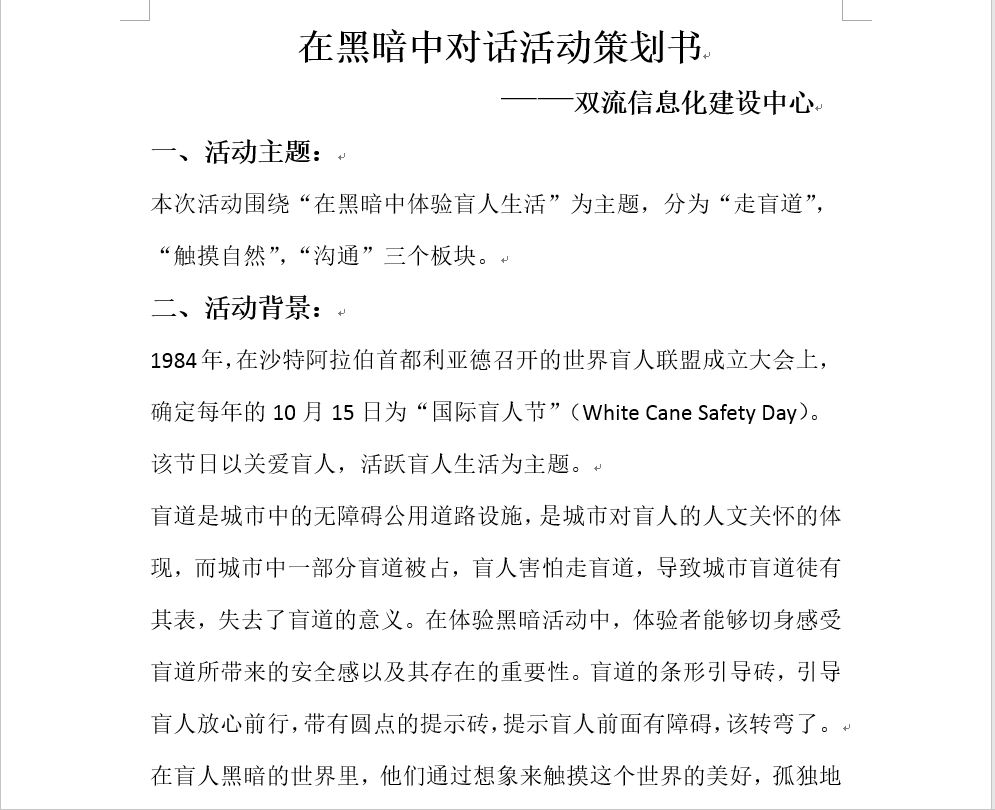 在黑暗中对话活动策划书
———双流信息化建设中心
一、活动主题：
本次活动围绕“在黑暗中体验盲人生活”为主题，分为“走盲道”，
“触摸自然”，“沟通”三个板块。
二、活动背景：
1984年，在沙特阿拉伯首都利亚德召开的世界盲人联盟成立大会上，
确定每年的 10 月 15 日为“国际盲人节”（White Cane Safety Day）。
该节日以关爱盲人，活跃盲人生活为主题。
盲道是城市中的无障碍公用道路设施，是城市对盲人的人文关怀的体
现，而城市中一部分盲道被占，盲人害怕走盲道，导致城市盲道徒有
其表，失去了盲道的意义。在体验黑暗活动中，体验者能够切身感受
盲道所带来的安全感以及其存在的重要性。盲道的条形引导砖，引导
盲人放心前行，带有圆点的提示砖，提示盲人前面有障碍，该转弯了。
在盲人黑暗的世界里，他们通过想象来触摸这个世界的美好，孤独地